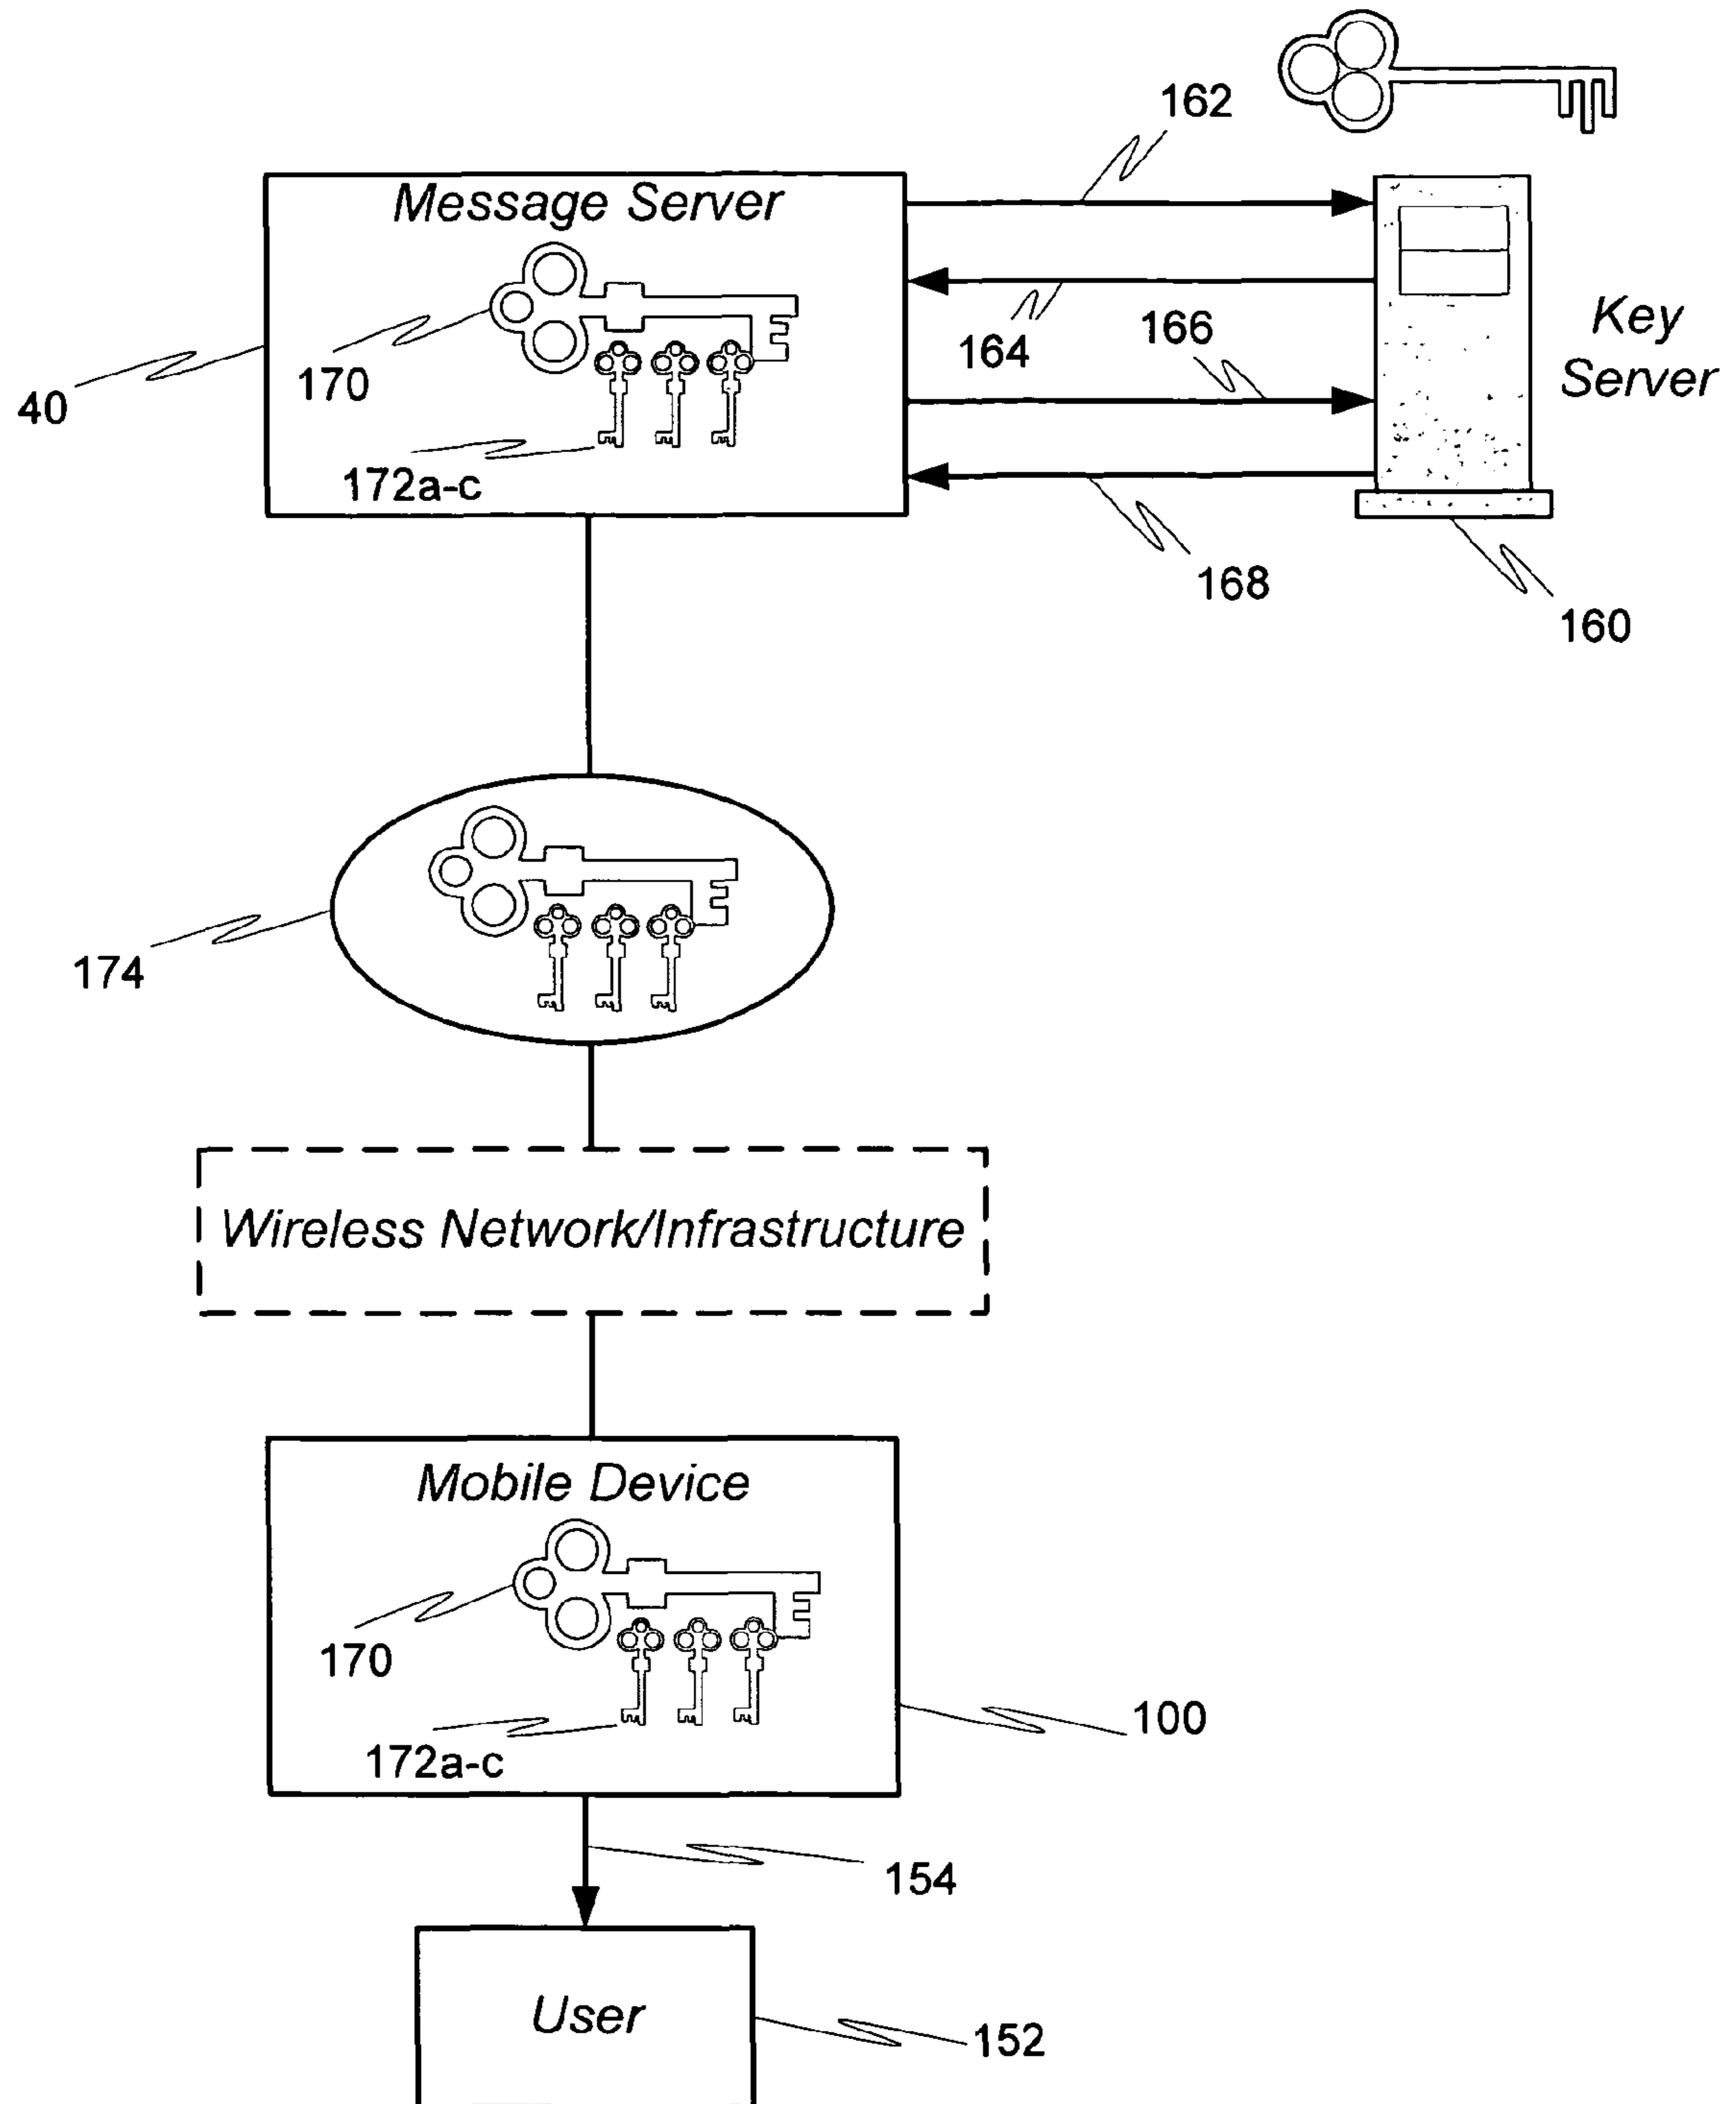 162
Message Server
Key
Server
164
166
170
40
172a-c
168
160
174
Wireless Network/Infrastructure
Mobile Device
170
100
172a-c
154
User
152